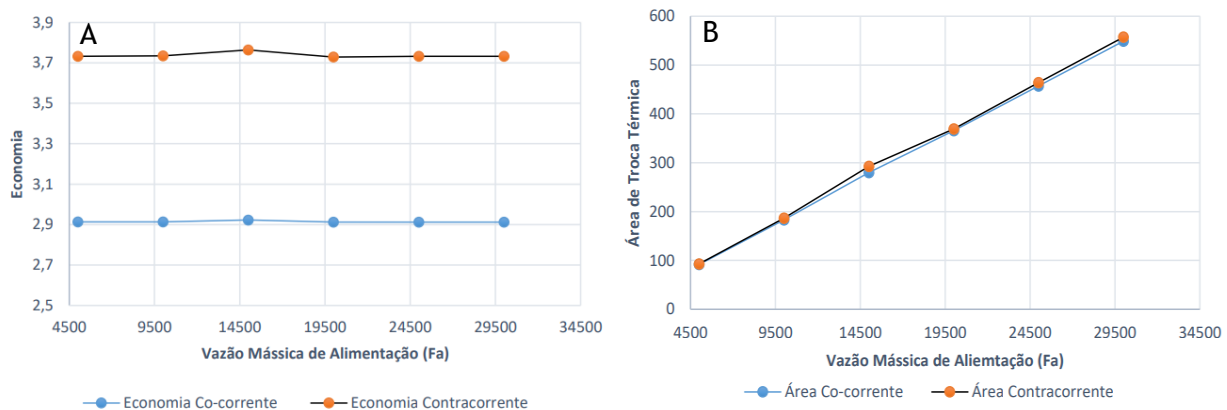 A
3,9
3,7
3,5
3,3
3,1
2,9
2,7
2,5
Economia
4500 9500 14500 19500 24500 29500 34500
Vazão Mássica de Alimentação (Fa)
Economia Co-corrente Economia Contracorrente
B
600
500
400
300
200
100
0
Área de Troca Térmica
4500 9500 14500 19500 24500 29500 34500
Vazão Mássica de Aliemtação (Fa)
Área Co-corrente Área Contracorrente